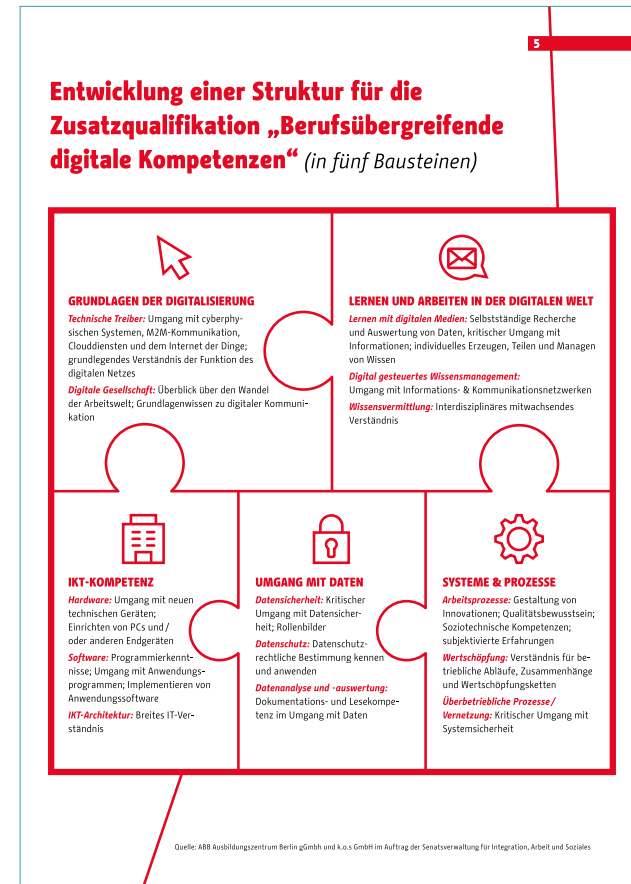 5
Entwicklung einer Struktur für die
Zusatzqualifikation „Berufsübergreifende
digitale Kompetenzen“ (in fünf Bausteinen)
GRUNDLAGEN DER DIGITALISIERUNG
Technische Treiber: Umgang mit cyberphy-
sischen Systemen, M2M-Kommunikation,
Clouddiensten und dem Internet der Dinge;
grundlegendes Verständnis der Funktion des
digitalen Netzes
Digitale Gesellschaft: Überblick über den Wandel
der Arbeitswelt; Grundlagenwissen zu digitaler Kommuni-
kation
LERNEN UND ARBEITEN IN DER DIGITALEN WELT
Lernen mit digitalen Medien: Selbstständige Recherche
und Auswertung von Daten, kritischer Umgang mit
Informationen; individuelles Erzeugen, Teilen und Managen
von Wissen
Digital gesteuertes Wissensmanagement:
Umgang mit Informations- & Kommunikationsnetzwerken
Wissensvermittlung: Interdisziplinäres mitwachsendes
Verständnis
IKT-KOMPETENZ
Hardware: Umgang mit neuen
technischen Geräten;
Einrichten von PCs und /
oder anderen Endgeräten
Software: Programmierkennt-
nisse; Umgang mit Anwendungs-
programmen; Implementieren von
Anwendungssoftware
IKT-Architektur: Breites IT-Ver-
ständnis
UMGANG MIT DATEN
Datensicherheit: Kritischer
Umgang mit Datensicher-
heit; Rollenbilder
Datenschutz: Datenschutz-
rechtliche Bestimmung kennen
und anwenden
Datenanalyse und -auswertung:
Dokumentations- und Lesekompe-
tenz im Umgang mit Daten
SYSTEME & PROZESSE
Arbeitsprozesse: Gestaltung von
Innovationen; Qualitätsbewusstsein;
Soziotechnische Kompetenzen;
subjektivierte Erfahrungen
Wertschöpfung: Verständnis für be-
triebliche Abläufe, Zusammenhänge
und Wertschöpfungsketten
Überbetriebliche Prozesse /
Vernetzung: Kritischer Umgang mit
Systemsicherheit
Quelle: ABB Ausbildungszentrum Berlin gGmbh und k.o.s GmbH im Auftrag der Senatsverwaltung für Integration, Arbeit und Soziales